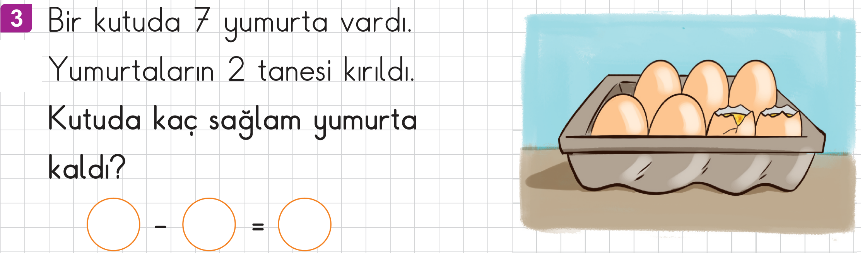 3 Bir kutuda 7 yumurta vardı.
Yumurtaların 2 tanesi kırıldı.
Kutuda kaç sağlam yumurta
kaldı?
- =